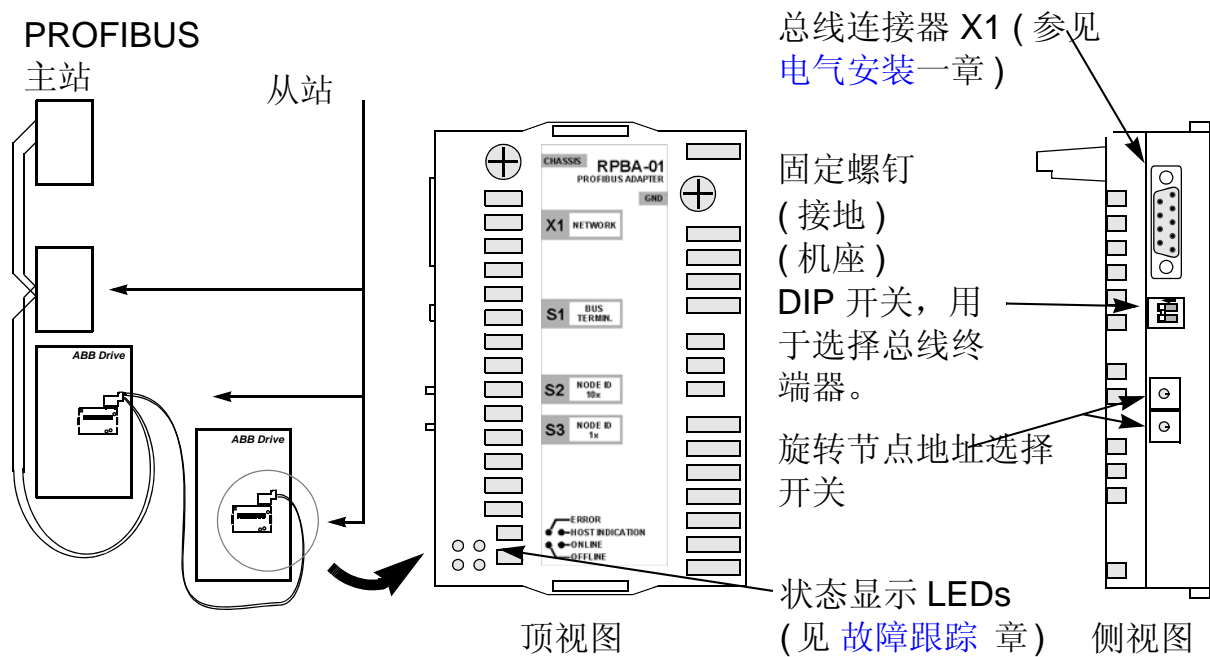 PROFIBUS
主站
从站
ABB Drive
ABB Drive
CHASSIS
RPBA-01
PROFIBUS ADAPTER
GND
X1 NETWORK
S1 BUS
TERMIN.
S2 NODE ID
10x
S3 NODE ID
1x
ERROR
HOST INDICATION
ONLINE
OFFLINE
顶视图
总线连接器 X1 ( 参见
电气安装一章 )
固定螺钉
( 接地 )
( 机座 )
DIP 开关，用
于选择总线终
端器。
旋转节点地址选择
开关
状态显示 LEDs
( 见 故障跟踪 章 )
侧视图